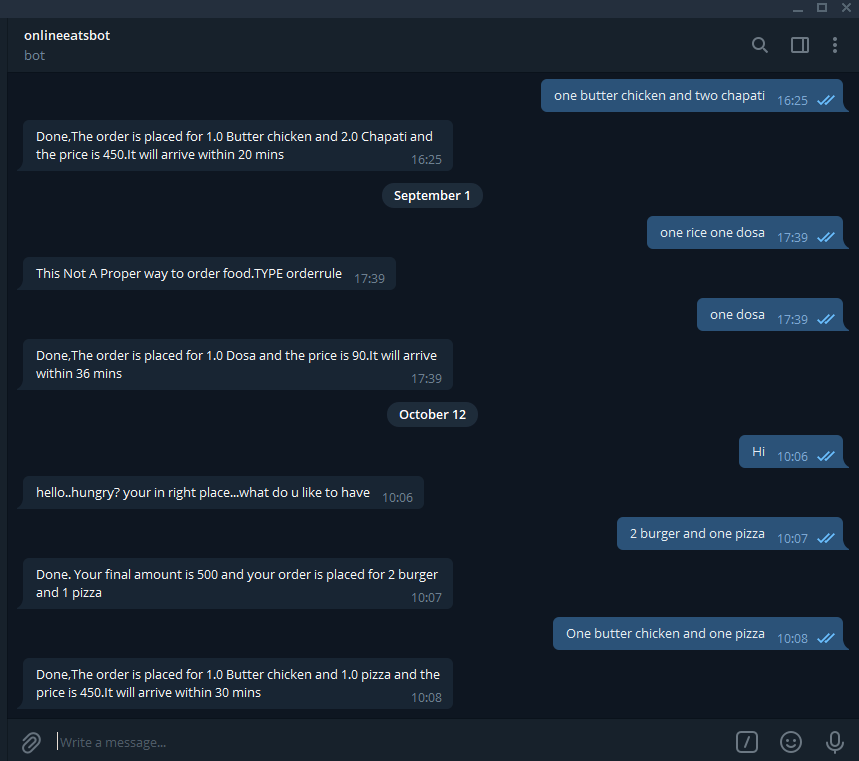 onlineeatsbot
bot
one butter chicken and two chapati 16:25
Done,The order is placed for 1.0 Butter chicken and 2.0 Chapati and
the price is 450.It will arrive within 20 mins 16:25
September 1
one rice one dosa 17:39
This Not A Proper way to order food.TYPE orderrule 17:39
one dosa 17:39
Done,The order is placed for 1.0 Dosa and the price is 90.It will arrive
within 36 mins 17:39
October 12
Hi 10:06
hello..hungry? your in right place...what do u like to have 10:06
2 burger and one pizza 10:07
Done. Your final amount is 500 and your order is placed for 2 burger
and 1 pizza 10:07
One butter chicken and one pizza 10:08
Done,The order is placed for 1.0 Butter chicken and 1.0 pizza and the
price is 450.It will arrive within 30 mins 10:08
Write a message...